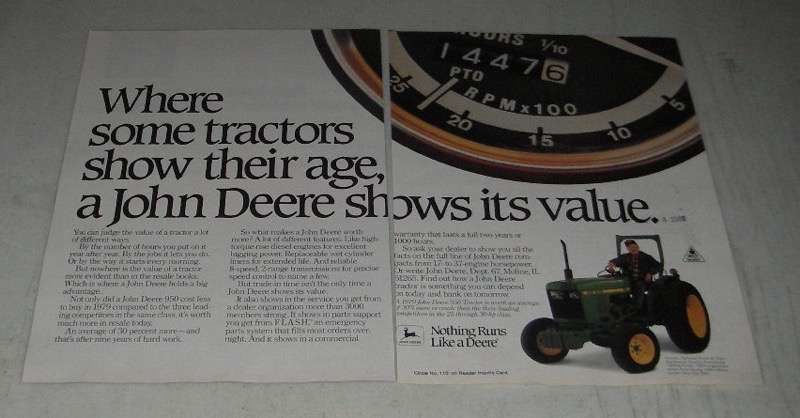 HOURS 1/10
14476
PTO
RPM x 100
25
20
15
10
5
Where
some tractors
show their age,
a John Deere shows its value.
You can judge the value of a tractor a lot
of different ways.
By the number of hours you put on it
year after year. By the jobs it lets you do.
Or by the way it starts every morning.
But nowhere is the value of a tractor
more evident than in the resale books.
Which is where a John Deere holds a big
advantage.
Not only did a John Deere 950 cost less
to buy in 1979 compared to the three lead-
ing competitors in the same class, it's worth
much more in resale today.
An average of 30 percent more—and
that's after nine years of hard work.
So what makes a John Deere worth
more? A lot of different features. Like high-
torque-rise diesel engines for excellent
lugging power. Replaceable wet cylinder
liners for extended life. And reliable
8-speed, 2-range transmissions for precise
speed control to name a few.
But trade-in time isn't the only time a
John Deere shows its value.
It also shows in the service you get from
a dealer organization more than 3000
members strong. It shows in parts support
you get from F.L.A.S.H., an emergency
parts system that fills most orders over-
night. And it shows in a commercial
warranty that lasts a full two years or
1000 hours.
So ask your dealer to show you all the
facts on the full line of John Deere com-
pacts from 17- to 37-engine horsepower.
Or write John Deere, Dept. 67, Moline, IL
61265. Find out how a John Deere
tractor is something you can depend
on today and bank on tomorrow.
JOHN DEERE
Nothing Runs
Like a Deere®
Circle No. 110 on Reader Inquiry Card